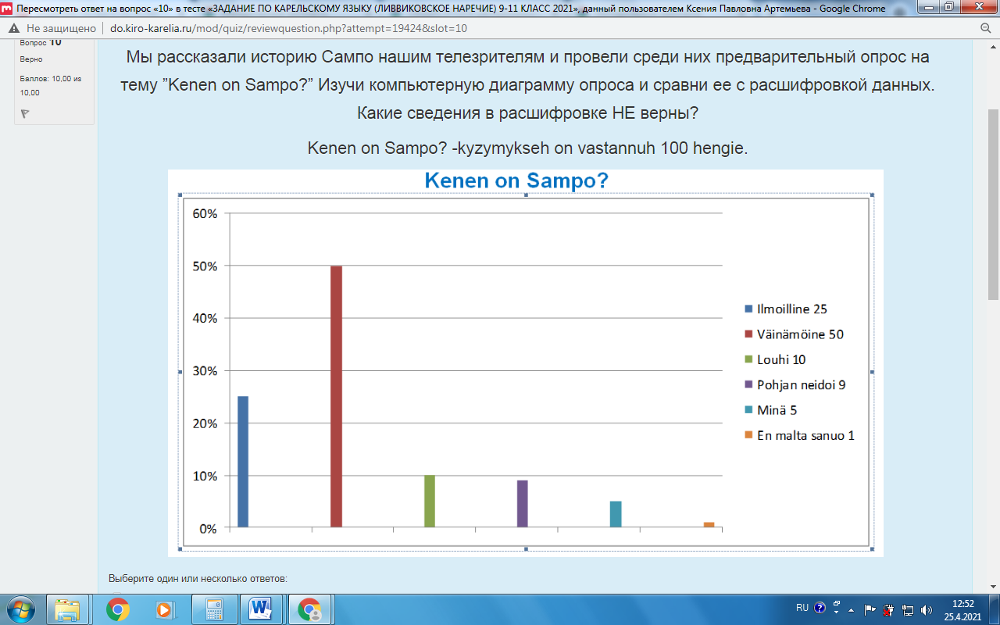 Пересмотреть ответ на вопрос «10» в тесте «ЗАДАНИЕ ПО КАРЕЛЬСКОМУ ЯЗЫКУ (ЛИВВИКОВСКОЕ НАРЕЧИЕ) 9-11 КЛАСС 2021», данный пользователем Ксения Павловна Артемьева - Google Chrome
Не защищено
do.kiro-karelia.ru/mod/quiz/reviewquestion.php?attempt=19424&slot=10
Вопрос 10
Верно
Баллов: 10,00 из
10,00
Мы рассказали историю Сампо нашим телезрителям и провели среди них предварительный опрос на
тему ”Kenen on Sampo?” Изучи компьютерную диаграмму опроса и сравни ее с расшифровкой данных.
Какие сведения в расшифровке НЕ верны?
Kenen on Sampo? -kyzymykseh on vastannuh 100 hengie.
Kenen on Sampo?
60%
50%
40%
30%
20%
10%
0%
Ilmoilline 25
Väinämöine 50
Louhi 10
Pohjan neidoi 9
Minä 5
En malta sanuo 1
Выберите один или несколько ответов:
RU
12:52
25.4.2021